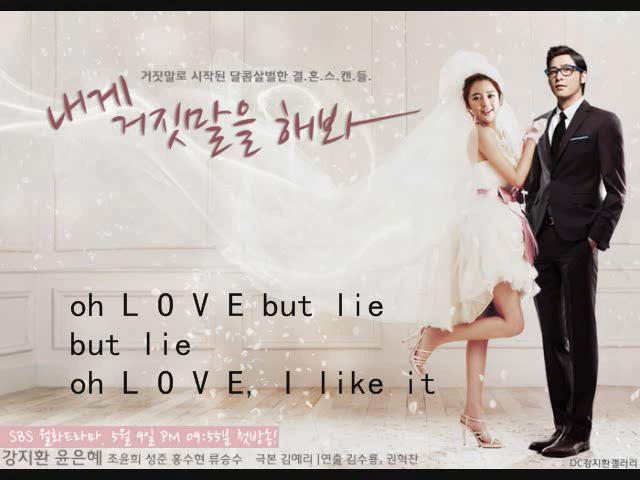 거짓말로 시작된 달콤살벌한 결.혼.스.캔.들.
내게
거짓말을 해봐
oh L O V E but lie
but lie
oh L O V E, I like it
SBS 월화드라마, 5월 9일 PM 09:55분 첫방송!
강지환 윤은혜 조윤희 성준 홍수현 류승수 극본 김예리 | 연출 김수룡, 권혁찬
DC강지환갤러리